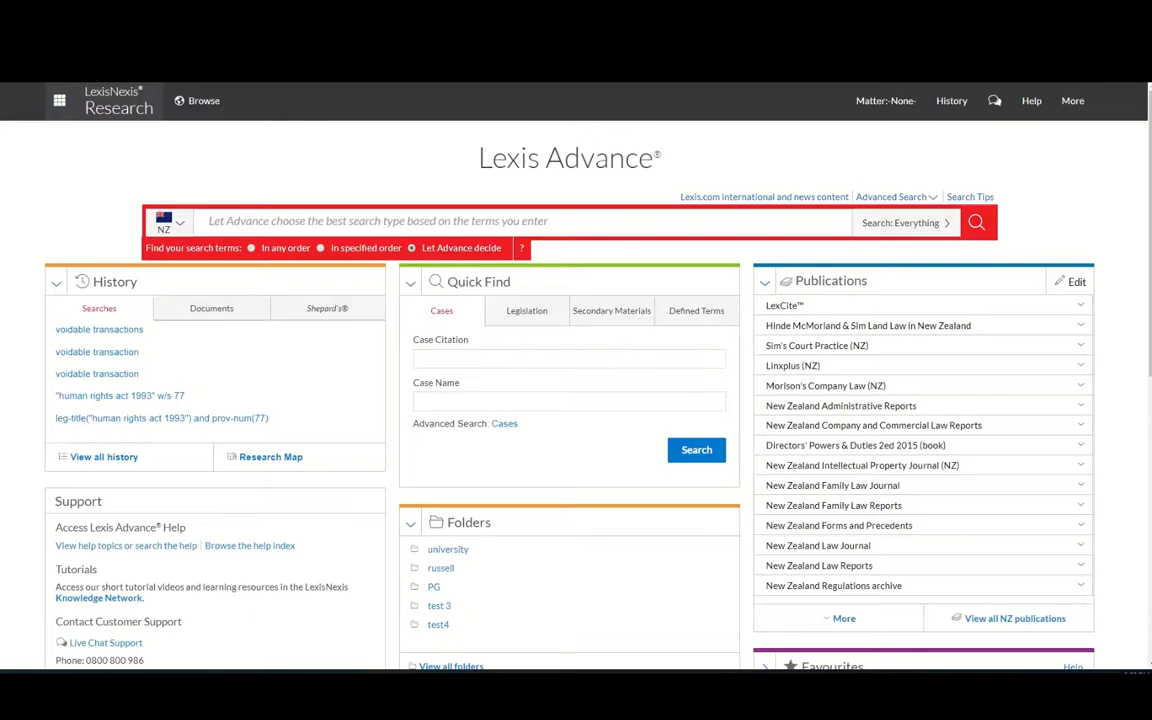 LexisNexis®
Research
Browse
Matter:-None-
History
Help
More
Lexis Advance®
Lexis.com international and news content
Advanced Search
Search Tips
NZ
Let Advance choose the best search type based on the terms you enter
Search: Everything
Find your search terms:
In any order
In specified order
Let Advance decide
?
History
Searches
Documents
Shepard's®
voidable transactions
voidable transaction
voidable transaction
"human rights act 1993" w/s 77
leg-title("human rights act 1993") and prov-num(77)
View all history
Research Map
Support
Access Lexis Advance® Help
View help topics or search the help
Browse the help index
Tutorials
Access our short tutorial videos and learning resources in the LexisNexis
Knowledge Network.
Contact Customer Support
Live Chat Support
Phone: 0800 800 986
Quick Find
Cases
Legislation
Secondary Materials
Defined Terms
Case Citation
Case Name
Advanced Search: Cases
Search
Folders
university
russell
PG
test 3
test4
View all folders
Publications
Edit
LexCite™
Hinde McMorland & Sim Land Law in New Zealand
Sim's Court Practice (NZ)
Linxplus (NZ)
Morison's Company Law (NZ)
New Zealand Administrative Reports
New Zealand Company and Commercial Law Reports
Directors' Powers & Duties 2ed 2015 (book)
New Zealand Intellectual Property Journal (NZ)
New Zealand Family Law Journal
New Zealand Family Law Reports
New Zealand Forms and Precedents
New Zealand Law Journal
New Zealand Law Reports
New Zealand Regulations archive
More
View all NZ publications
Favourites
Help